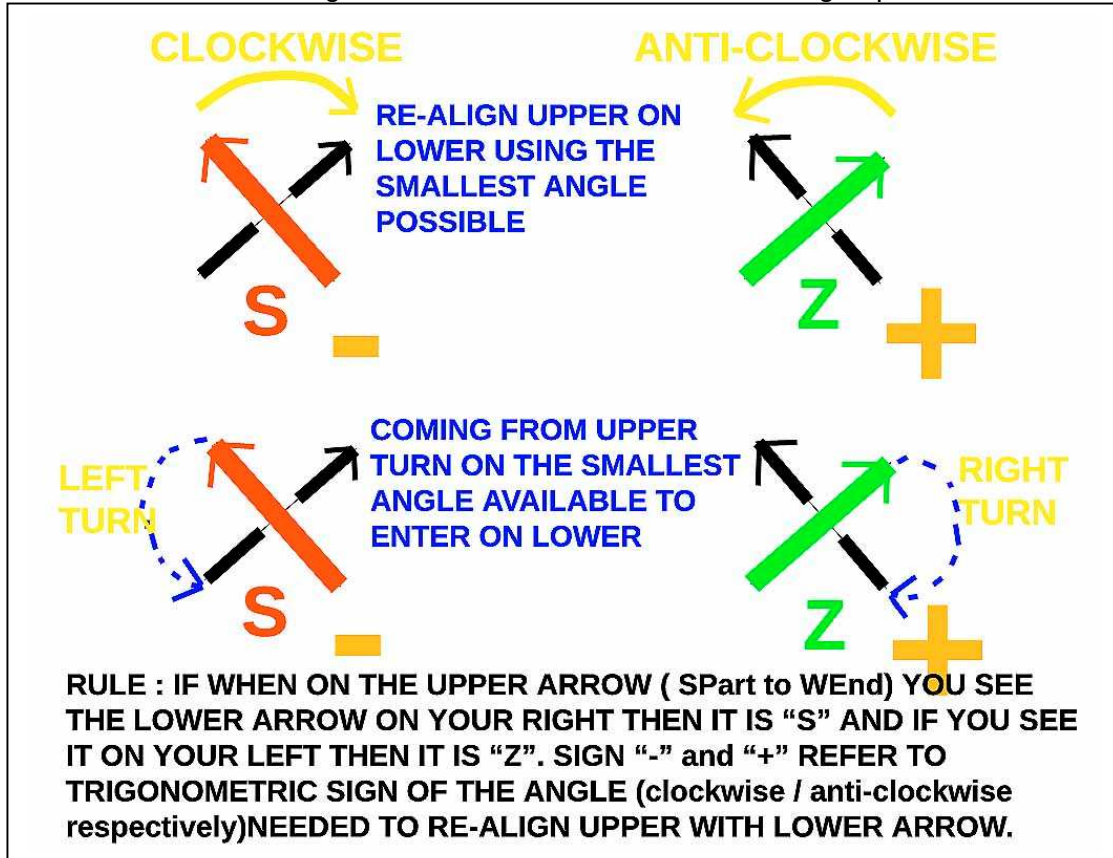 CLOCKWISE
ANTI-CLOCKWISE
RE-ALIGN UPPER ON
LOWER USING THE
SMALLEST ANGLE
POSSIBLE
S
-
Z
+
LEFT
TURN
COMING FROM UPPER
TURN ON THE SMALLEST
ANGLE AVAILABLE TO
ENTER ON LOWER
RIGHT
TURN
S
-
Z
+
RULE : IF WHEN ON THE UPPER ARROW ( SPart to WEnd) YOU SEE
THE LOWER ARROW ON YOUR RIGHT THEN IT IS “S” AND IF YOU SEE
IT ON YOUR LEFT THEN IT IS “Z”. SIGN “-” and “+” REFER TO
TRIGONOMETRIC SIGN OF THE ANGLE (clockwise / anti-clockwise
respectively)NEEDED TO RE-ALIGN UPPER WITH LOWER ARROW.